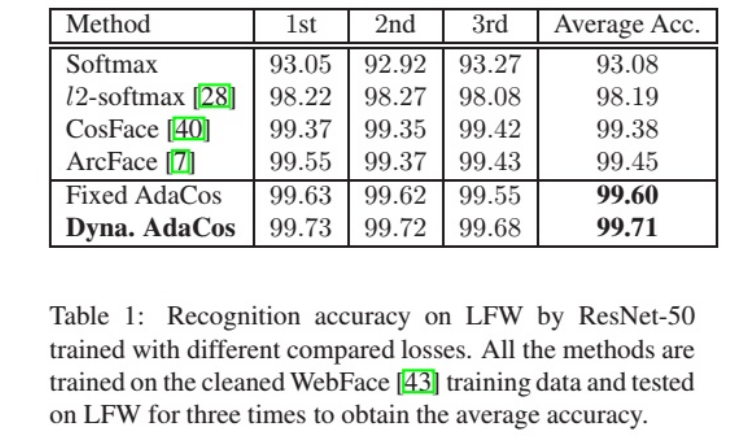 Method 1st 2nd 3rd Average Acc.
Softmax 93.05 92.92 93.27 93.08
l2-softmax [28] 98.22 98.27 98.08 98.19
CosFace [40] 99.37 99.35 99.42 99.38
ArcFace [7] 99.55 99.37 99.43 99.45
Fixed AdaCos 99.63 99.62 99.55 99.60
Dyna. AdaCos 99.73 99.72 99.68 99.71
Table 1: Recognition accuracy on LFW by ResNet-50
trained with different compared losses. All the methods are
trained on the cleaned WebFace [43] training data and tested
on LFW for three times to obtain the average accuracy.